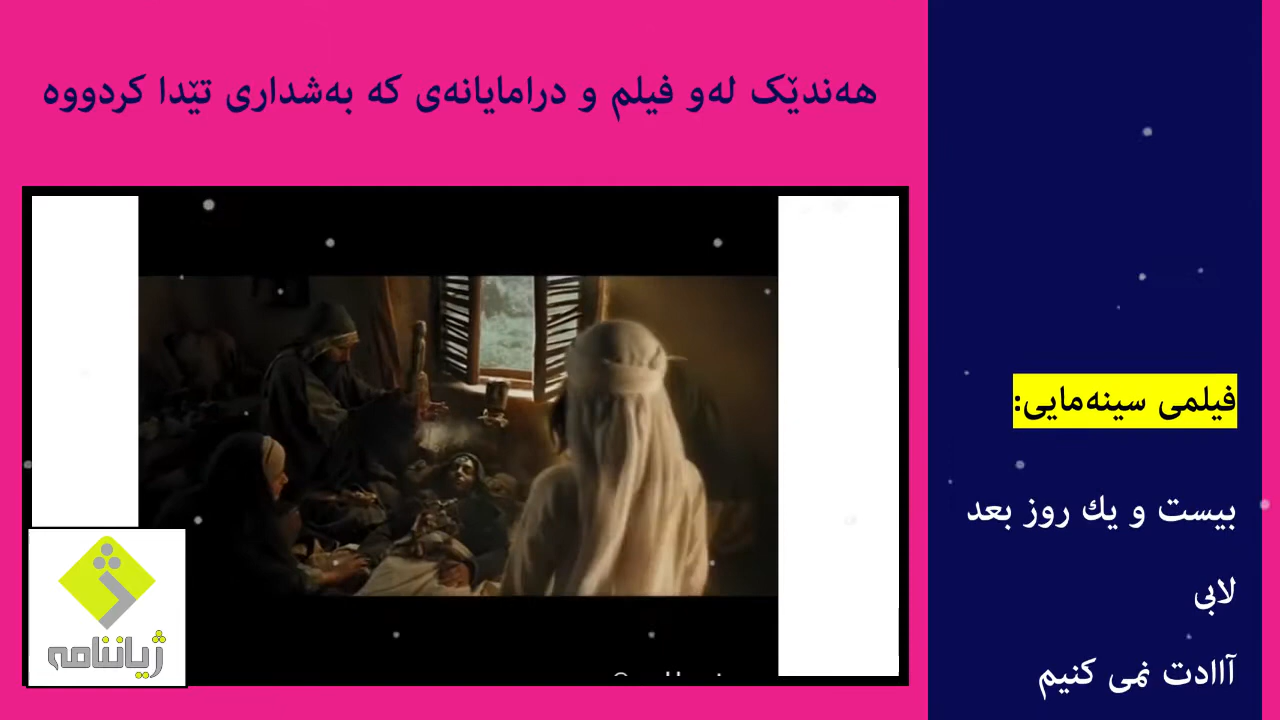 هەندێک لەو فیلم و درامایانەی کە بەشداری تێدا کردووە
فیلمی سینەمایی:
بیست و یك روز بعد
لابی
آاادت نمی کنیم
ژیاننامە